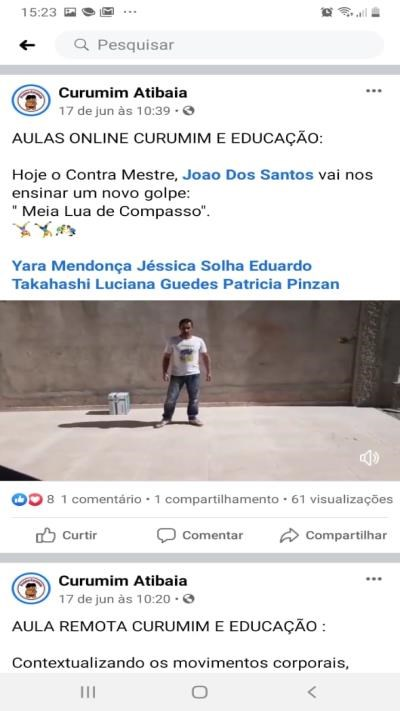 15:23
Pesquisar
Curumim Atibaia
17 de jun às 10:39
AULAS ONLINE CURUMIM E EDUCAÇÃO:
Hoje o Contra Mestre, Joao Dos Santos vai nos
ensinar um novo golpe:
" Meia Lua de Compasso".
Yara Mendonça Jéssica Solha Eduardo
Takahashi Luciana Guedes Patricia Pinzan
8 1 comentário • 1 compartilhamento • 61 visualizações
Curtir Comentar Compartilhar
Curumim Atibaia
17 de jun às 10:20
AULA REMOTA CURUMIM E EDUCAÇÃO :
Contextualizando os movimentos corporais,